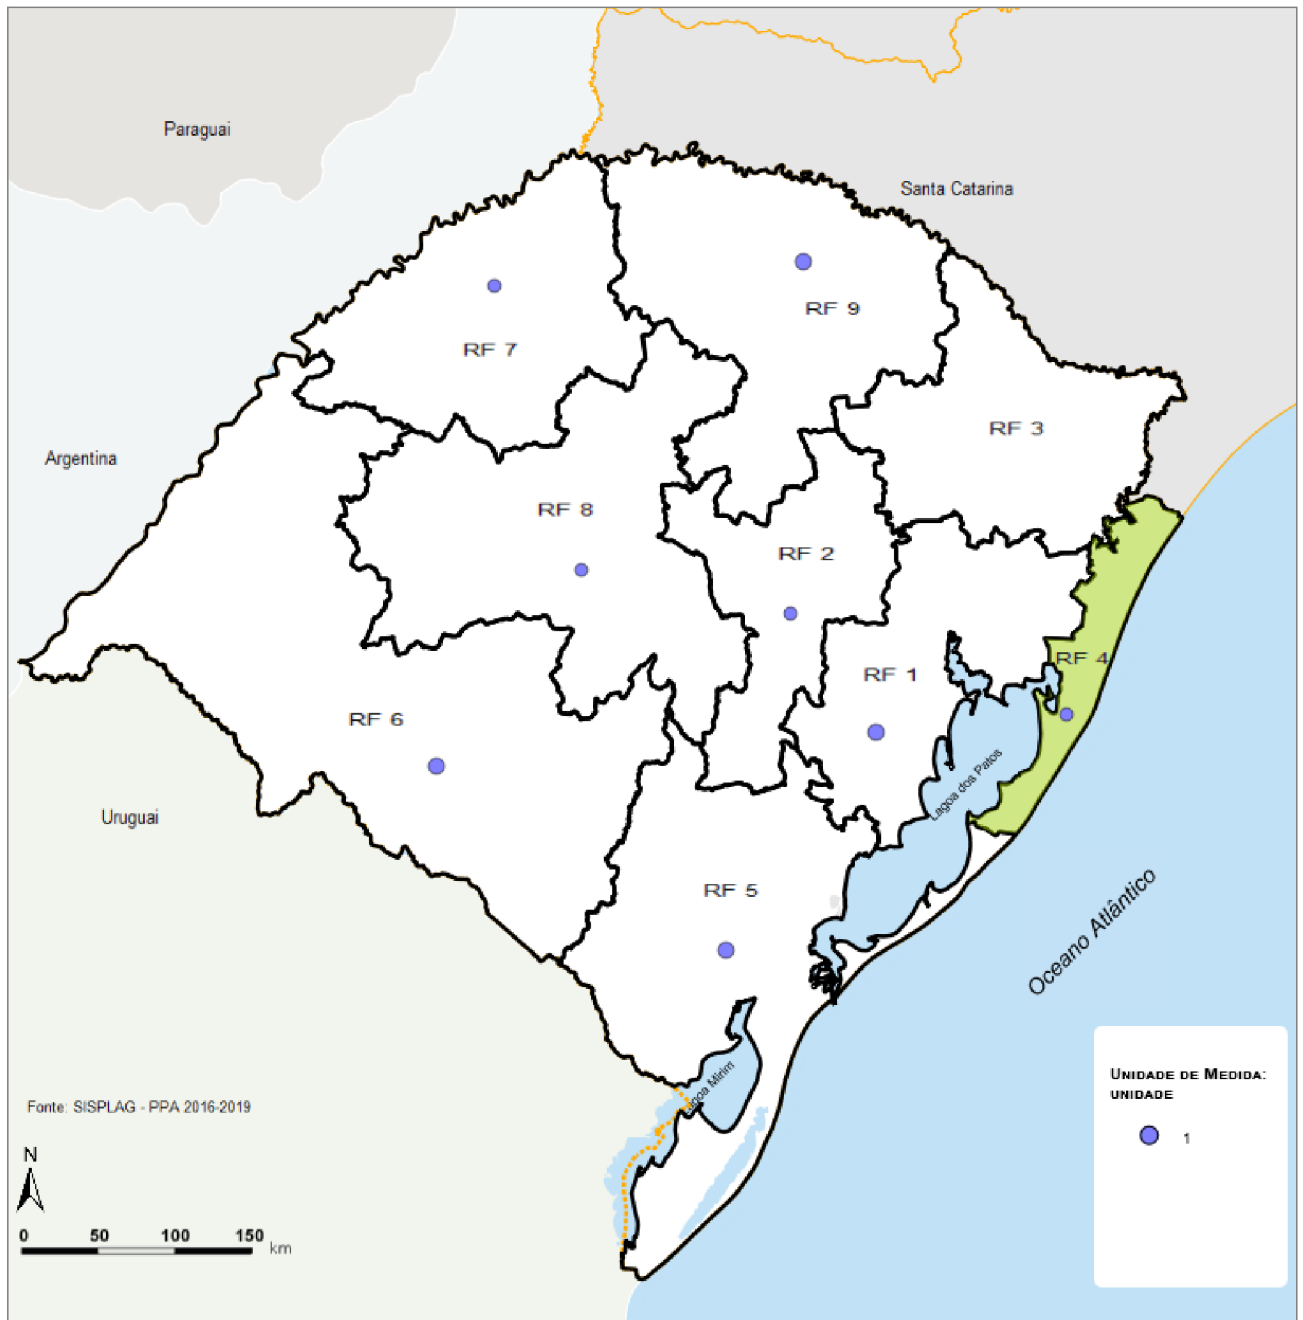 Paraguai
Santa Catarina
RF 9
RF 7
RF 3
Argentina
RF 8
RF 2
RF 4
RF 1
RF 6
Lagoa dos Patos
Uruguai
RF 5
Oceano Atlântico
Lagoa Mirim
UNIDADE DE MEDIDA:
UNIDADE
1
Fonte: SISPLAG - PPA 2016-2019
N
0 50 100 150
km